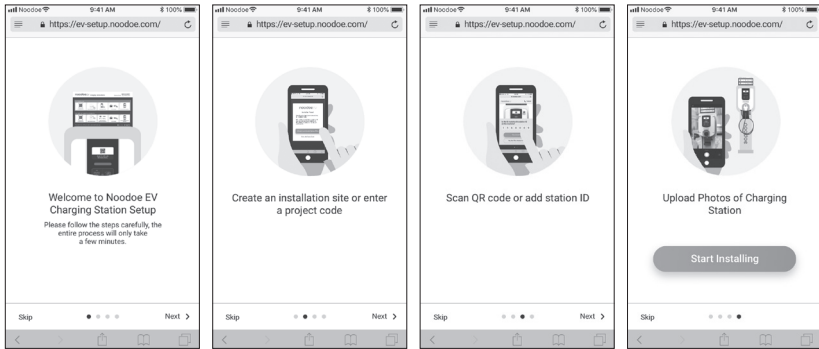 Noodoe 9:41 AM 100%
https://ev-setup.noodoe.com/
Welcome to Noodoe EV
Charging Station Setup
Please follow the steps carefully, the
entire process will only take
a few minutes.
Skip Next >
Noodoe 9:41 AM 100%
https://ev-setup.noodoe.com/
Create an installation site or enter
a project code
Skip Next >
Noodoe 9:41 AM 100%
https://ev-setup.noodoe.com/
Scan QR code or add station ID
Skip Next >
Noodoe 9:41 AM 100%
https://ev-setup.noodoe.com/
Upload Photos of Charging
Station
Start Installing
Skip